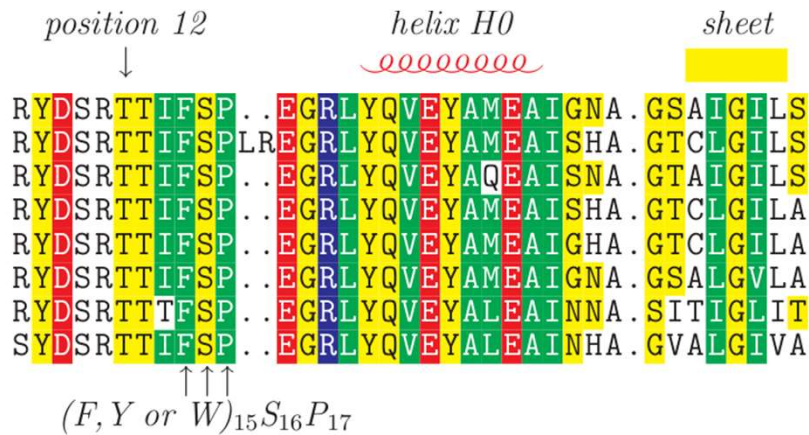 position 12 helix H0 sheet
RYDSRTTIFSP..EGRLYQVEYAMEAIGNA.GSAIGILS
RYDSRTTIFSPLREGRLYQVEYAMEAISHA.GTCLGILS
RYDSRTTIFSP..EGRLYQVEYAQEAISNA.GTAIGILS
RYDSRTTIFSP..EGRLYQVEYAMEAISHA.GTCLGILA
RYDSRTTIFSP..EGRLYQVEYAMEAIGHA.GTCLGILA
RYDSRTTIFSP..EGRLYQVEYAMEAIGNA.GSALGVLA
RYDSRTTTFSP..EGRLYQVEYALEAINNA.SITIGLIT
SYDSRTTIFSP..EGRLYQVEYALEAINHA.GVALGIVA
(F,Y or W)₁₅S₁₆P₁₇